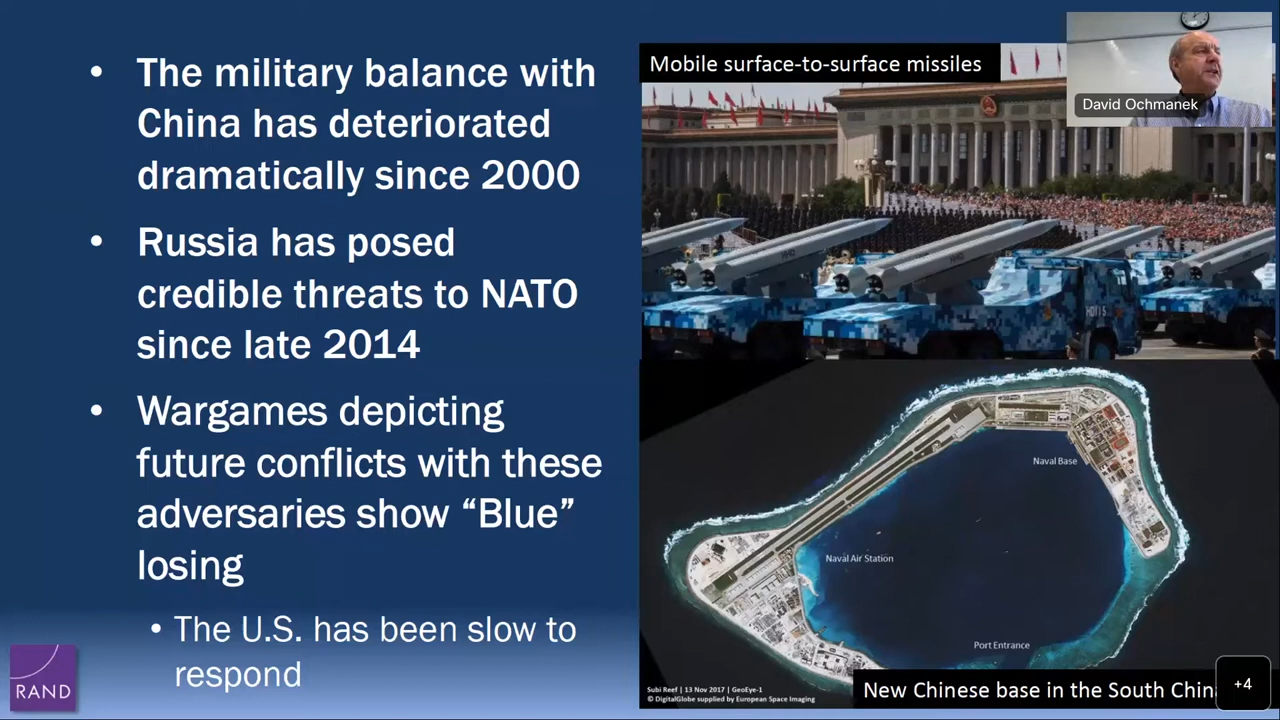 • The military balance with
China has deteriorated
dramatically since 2000
• Russia has posed
credible threats to NATO
since late 2014
• Wargames depicting
future conflicts with these
adversaries show “Blue”
losing
• The U.S. has been slow to
respond
RAND
Mobile surface-to-surface missiles
David Ochmanek
Naval Base
Naval Air Station
Port Entrance
Subi Reef | 13 Nov 2017 | GeoEye-1
© DigitalGlobe supplied by European Space Imaging
New Chinese base in the South Chin
+4